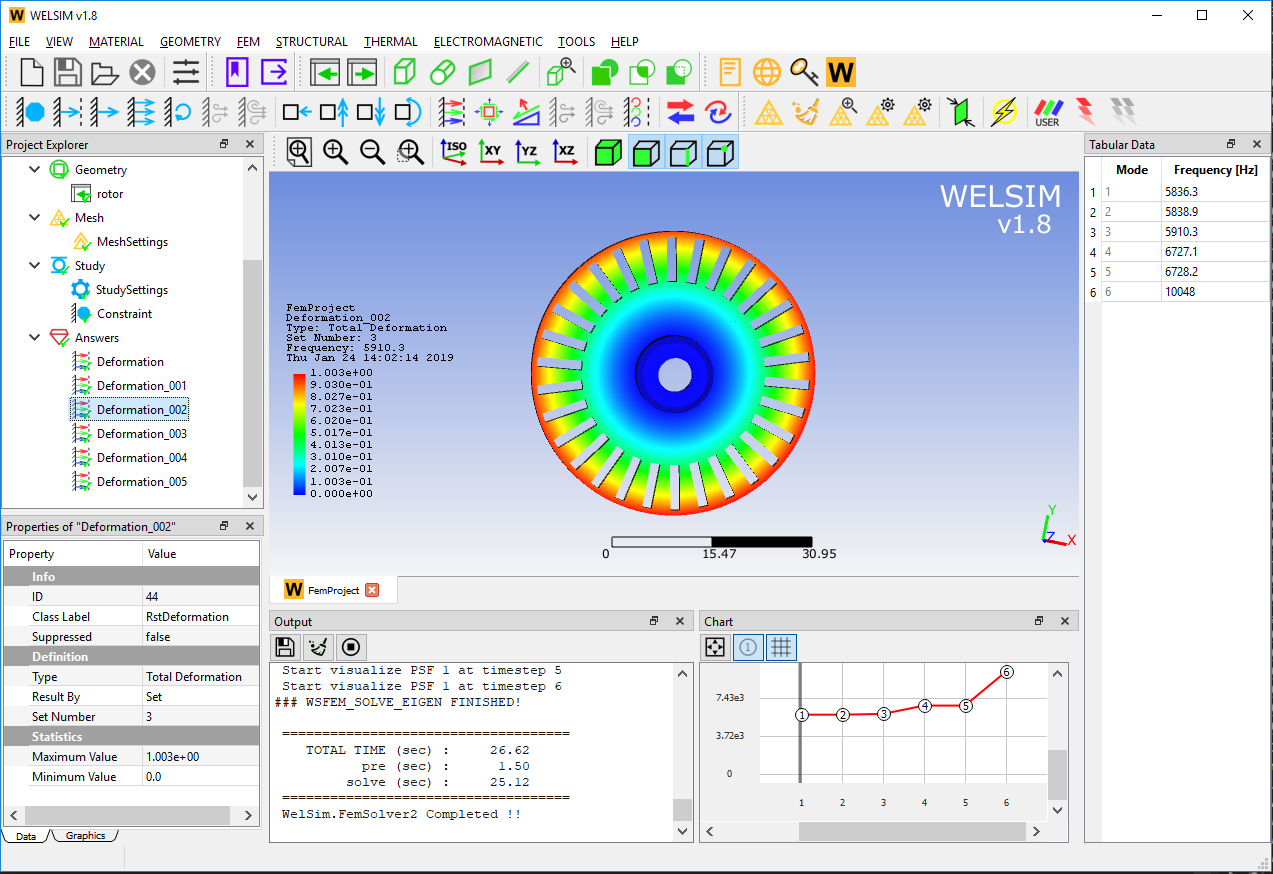 WELSIM v1.8
FILE VIEW MATERIAL GEOMETRY FEM STRUCTURAL THERMAL ELECTROMAGNETIC TOOLS HELP
W
USER
Project Explorer
Geometry
rotor
Mesh
MeshSettings
Study
StudySettings
Constraint
Answers
Deformation
Deformation_001
Deformation_002
Deformation_003
Deformation_004
Deformation_005
Properties of "Deformation_002"
Property Value
Info
ID 44
Class Label RstDeformation
Suppressed false
Definition
Type Total Deformation
Result By Set
Set Number 3
Statistics
Maximum Value 1.003e+00
Minimum Value 0.0
Data Graphics
ISO XY YZ XZ
WELSIM
v1.8
FemProject
Deformation_002
Type: Total Deformation
Set Number: 3
Frequency: 5910.3
Thu Jan 24 14:02:14 2019
1.003e+00
9.030e-01
8.027e-01
7.023e-01
6.020e-01
5.017e-01
4.013e-01
3.010e-01
2.007e-01
1.003e-01
0.000e+00
0 15.47 30.95
Y
Z
X
W FemProject
Output
Start visualize PSF 1 at timestep 5
Start visualize PSF 1 at timestep 6
### WSFEM_SOLVE_EIGEN FINISHED!
====================================
TOTAL TIME (sec) : 26.62
pre (sec) : 1.50
solve (sec) : 25.12
====================================
WelSim.FemSolver2 Completed !!
Chart
1
7.43e3
3.72e3
0
1 2 3 4 5 6
1 2 3 4 5 6
Tabular Data
Mode Frequency [Hz]
1 1 5836.3
2 2 5838.9
3 3 5910.3
4 4 6727.1
5 5 6728.2
6 6 10048